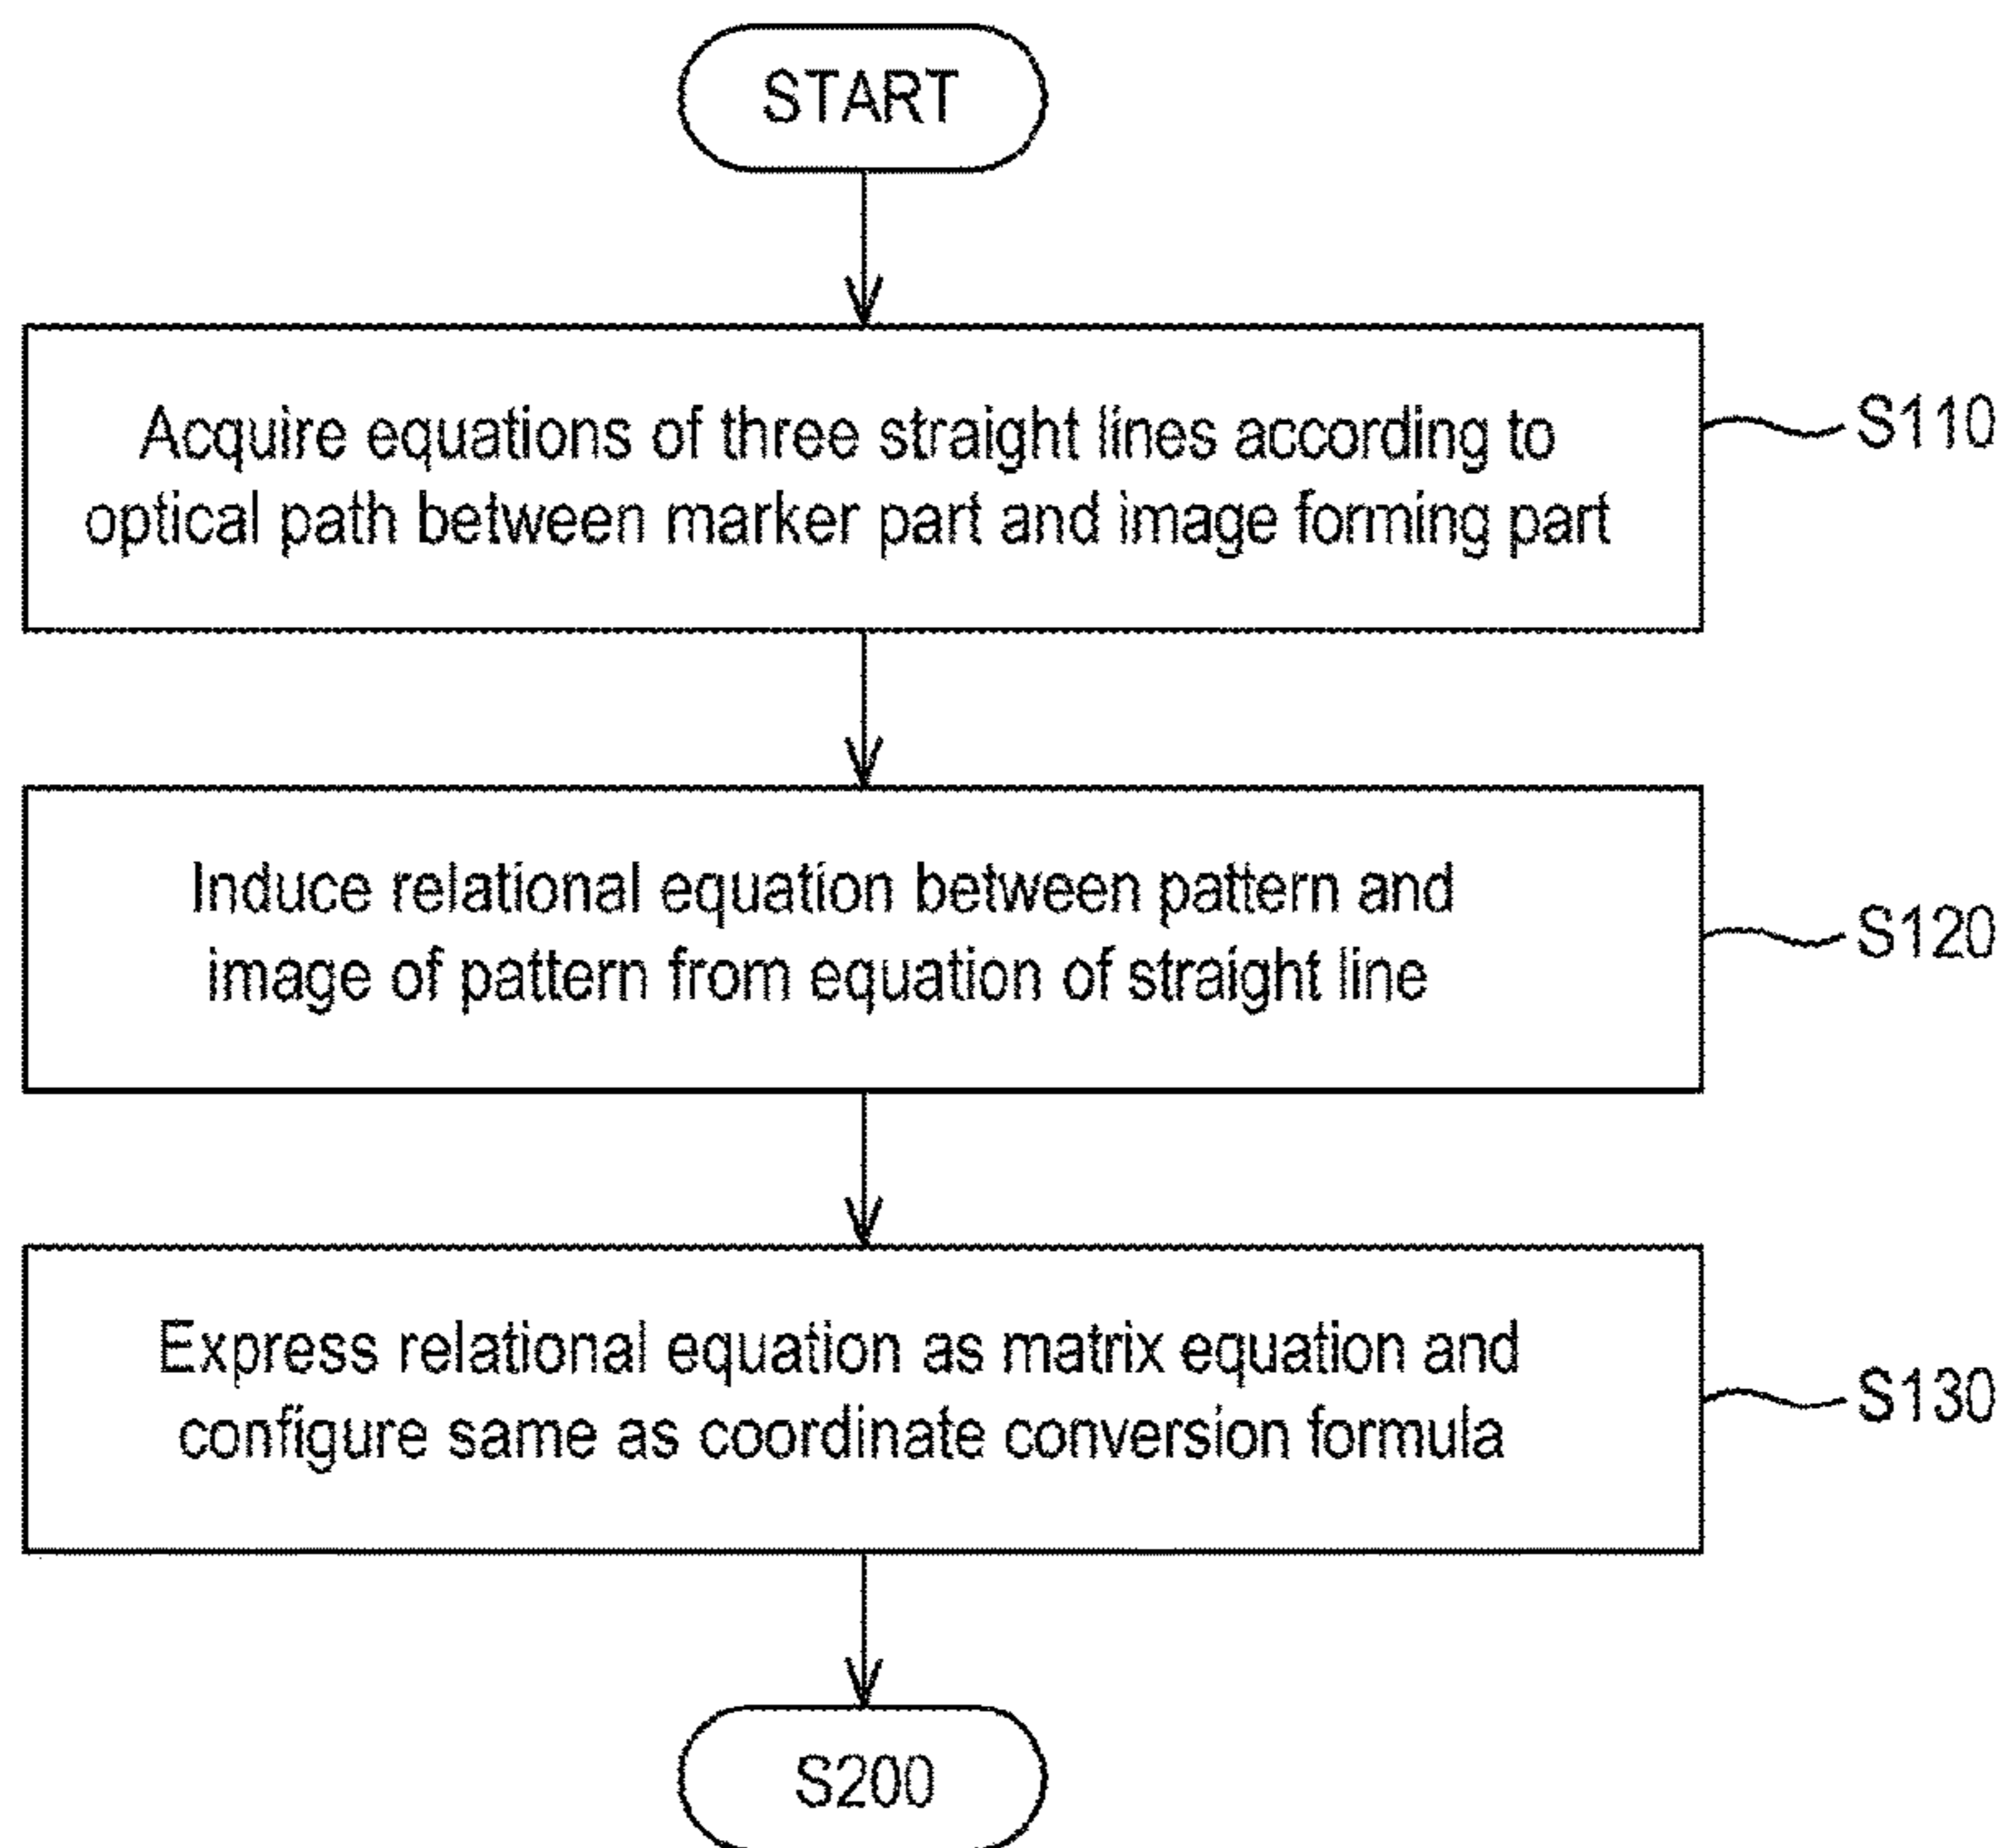 START
Acquire equations of three straight lines according to
optical path between marker part and image forming part
S110
Induce relational equation between pattern and
image of pattern from equation of straight line
S120
Express relational equation as matrix equation and
configure same as coordinate conversion formula
S130
S200